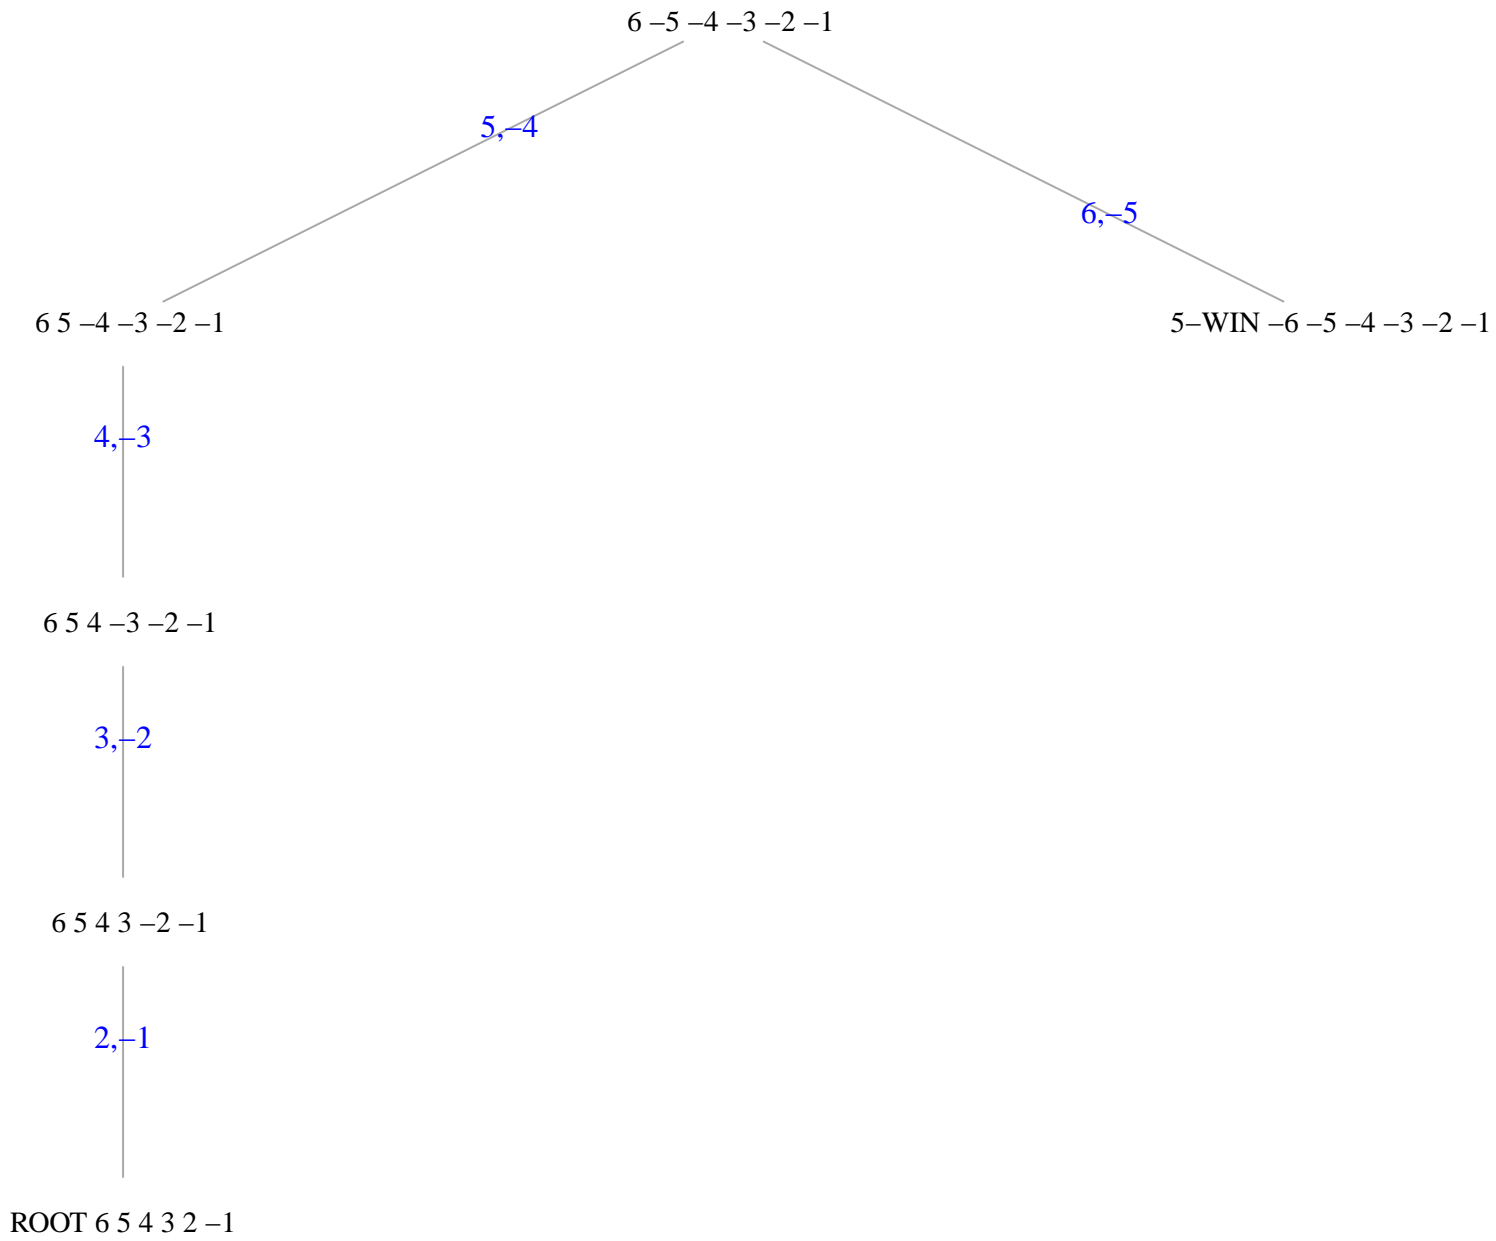 6 –5 –4 –3 –2 –1
5,–4
6,–5
6 5 –4 –3 –2 –1
5–WIN –6 –5 –4 –3 –2 –1
4,–3
6 5 4 –3 –2 –1
3,–2
6 5 4 3 –2 –1
2,–1
ROOT 6 5 4 3 2 –1